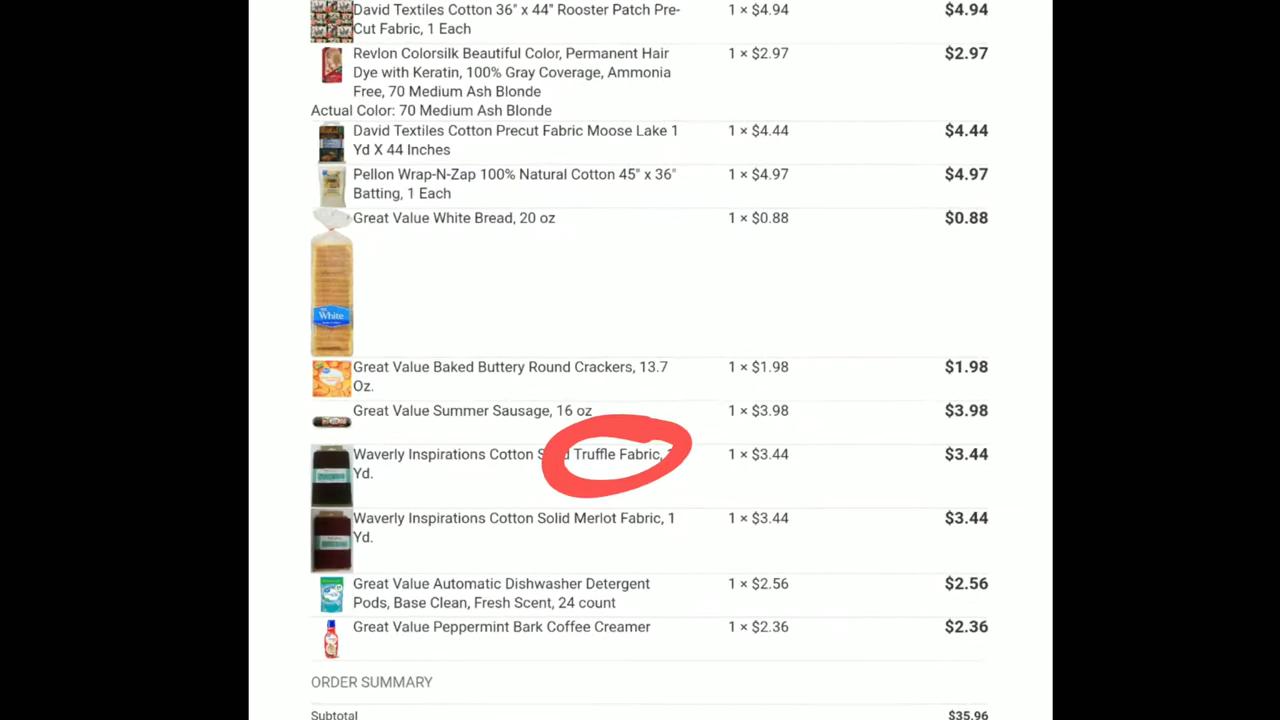 David Textiles Cotton 36" x 44" Rooster Patch Pre-
Cut Fabric, 1 Each
1 × $4.94
$4.94
Revlon Colorsilk Beautiful Color, Permanent Hair
Dye with Keratin, 100% Gray Coverage, Ammonia
Free, 70 Medium Ash Blonde
1 × $2.97
$2.97
Actual Color: 70 Medium Ash Blonde
David Textiles Cotton Precut Fabric Moose Lake 1
Yd X 44 Inches
1 × $4.44
$4.44
Pellon Wrap-N-Zap 100% Natural Cotton 45" x 36"
Batting, 1 Each
1 × $4.97
$4.97
Great Value White Bread, 20 oz
1 × $0.88
$0.88
White
Great Value Baked Buttery Round Crackers, 13.7
Oz.
1 × $1.98
$1.98
Great Value Summer Sausage, 16 oz
1 × $3.98
$3.98
Waverly Inspirations Cotton Truffle Fabric,
Yd.
1 × $3.44
$3.44
Waverly Inspirations Cotton Solid Merlot Fabric, 1
Yd.
1 × $3.44
$3.44
Great Value Automatic Dishwasher Detergent
Pods, Base Clean, Fresh Scent, 24 count
1 × $2.56
$2.56
Great Value Peppermint Bark Coffee Creamer
1 × $2.36
$2.36
ORDER SUMMARY
Subtotal
$35.96